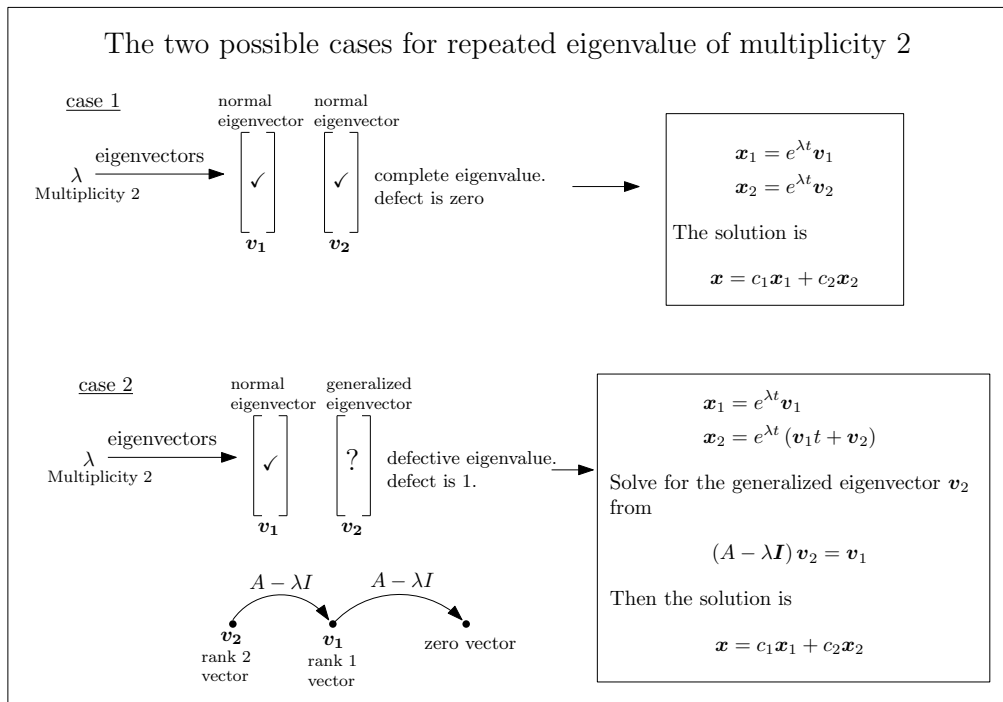 The two possible cases for repeated eigenvalue of multiplicity 2
case 1
normal
eigenvector
normal
eigenvector
eigenvectors
λ
Multiplicity 2
✓
✓
v₁
v₂
complete eigenvalue.
defect is zero
x₁ = e^{λt} v₁
x₂ = e^{λt} v₂
The solution is
x = c₁x₁ + c₂x₂
case 2
normal
eigenvector
generalized
eigenvector
eigenvectors
λ
Multiplicity 2
✓
?
v₁
v₂
defective eigenvalue.
defect is 1.
x₁ = e^{λt} v₁
x₂ = e^{λt} (v₁t + v₂)
Solve for the generalized eigenvector v₂
from
(A − λI) v₂ = v₁
Then the solution is
x = c₁x₁ + c₂x₂
A − λI
A − λI
v₂
rank 2
vector
v₁
rank 1
vector
zero vector